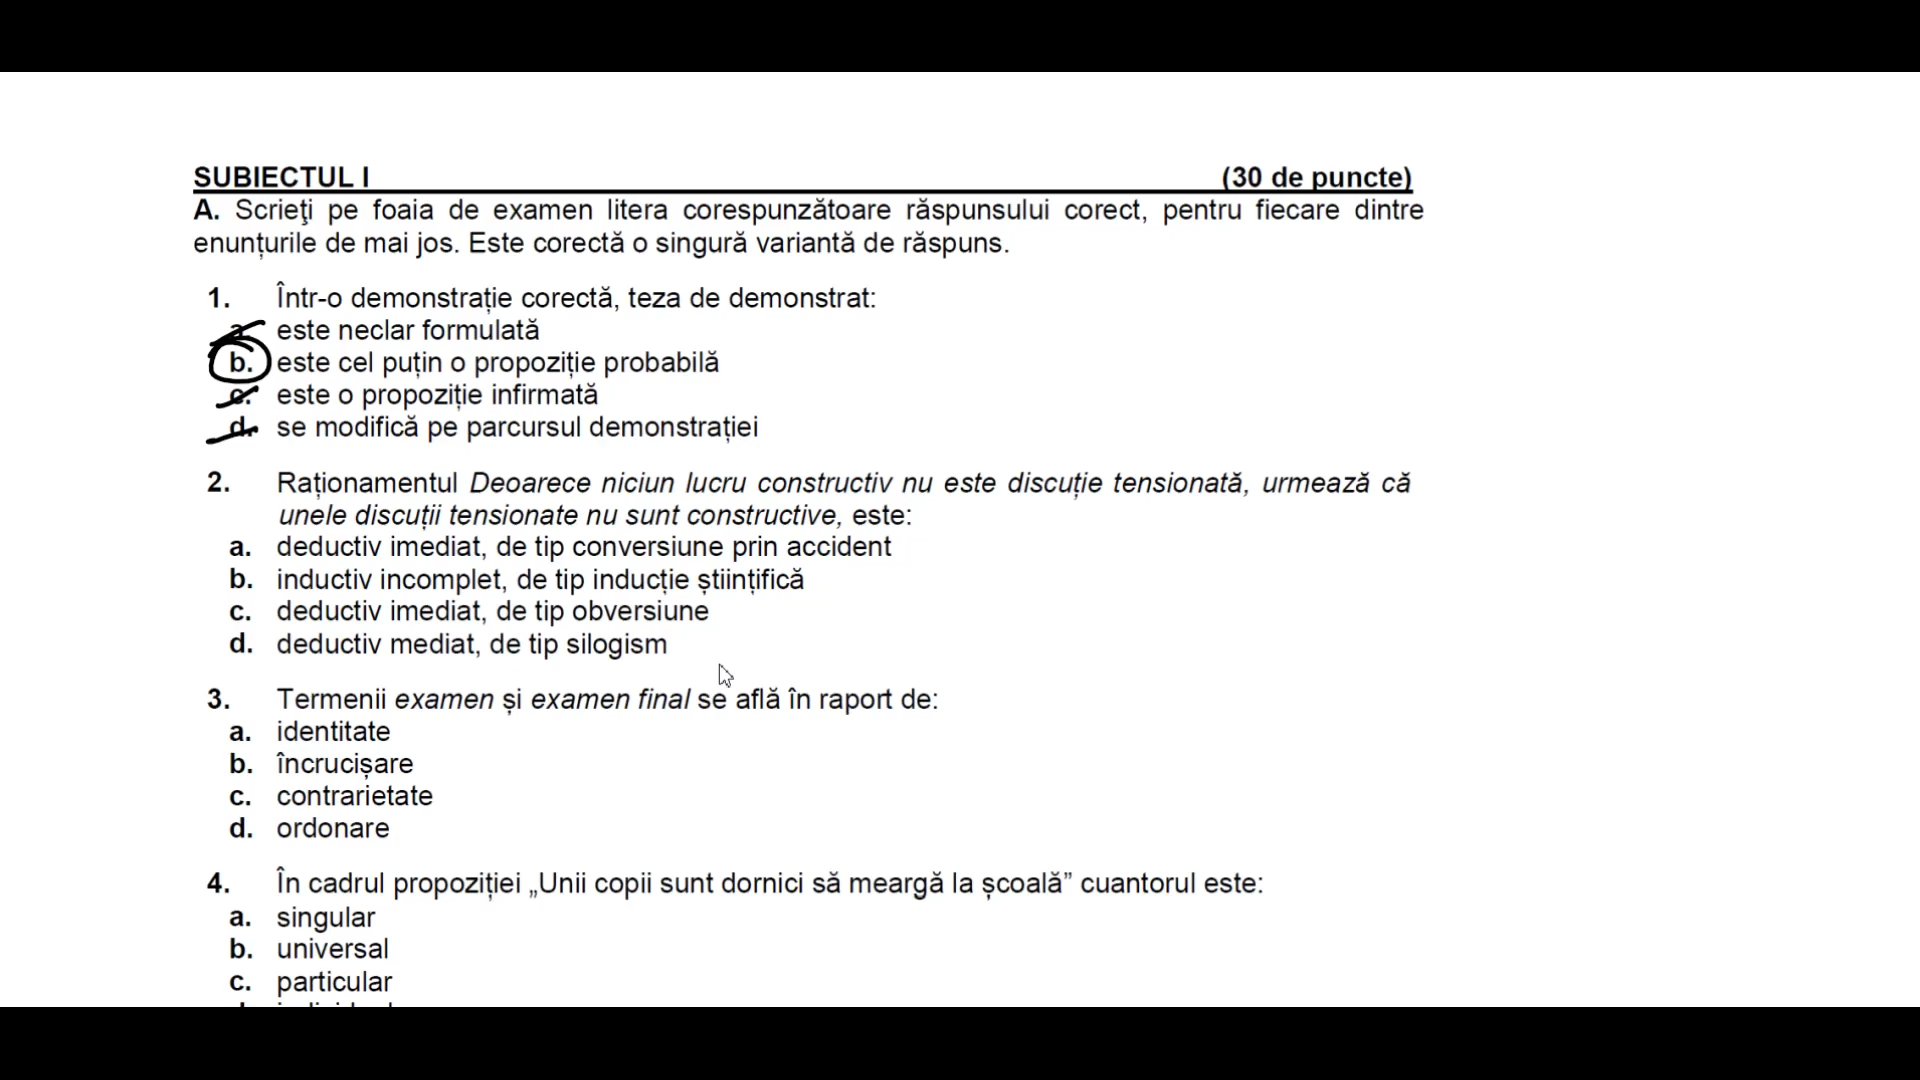 SUBIECTUL I (30 de puncte)
A. Scrieţi pe foaia de examen litera corespunzătoare răspunsului corect, pentru fiecare dintre
enunțurile de mai jos. Este corectă o singură variantă de răspuns.
1. Într-o demonstrație corectă, teza de demonstrat:
a. este neclar formulată
b. este cel puțin o propoziție probabilă
c. este o propoziție infirmată
d. se modifică pe parcursul demonstrației
2. Raționamentul Deoarece niciun lucru constructiv nu este discuție tensionată, urmează că
unele discuții tensionate nu sunt constructive, este:
a. deductiv imediat, de tip conversiune prin accident
b. inductiv incomplet, de tip inducție științifică
c. deductiv imediat, de tip obversiune
d. deductiv mediat, de tip silogism
3. Termenii examen și examen final se află în raport de:
a. identitate
b. încrucișare
c. contrarietate
d. ordonare
4. În cadrul propoziției „Unii copii sunt dornici să meargă la școală” cuantorul este:
a. singular
b. universal
c. particular